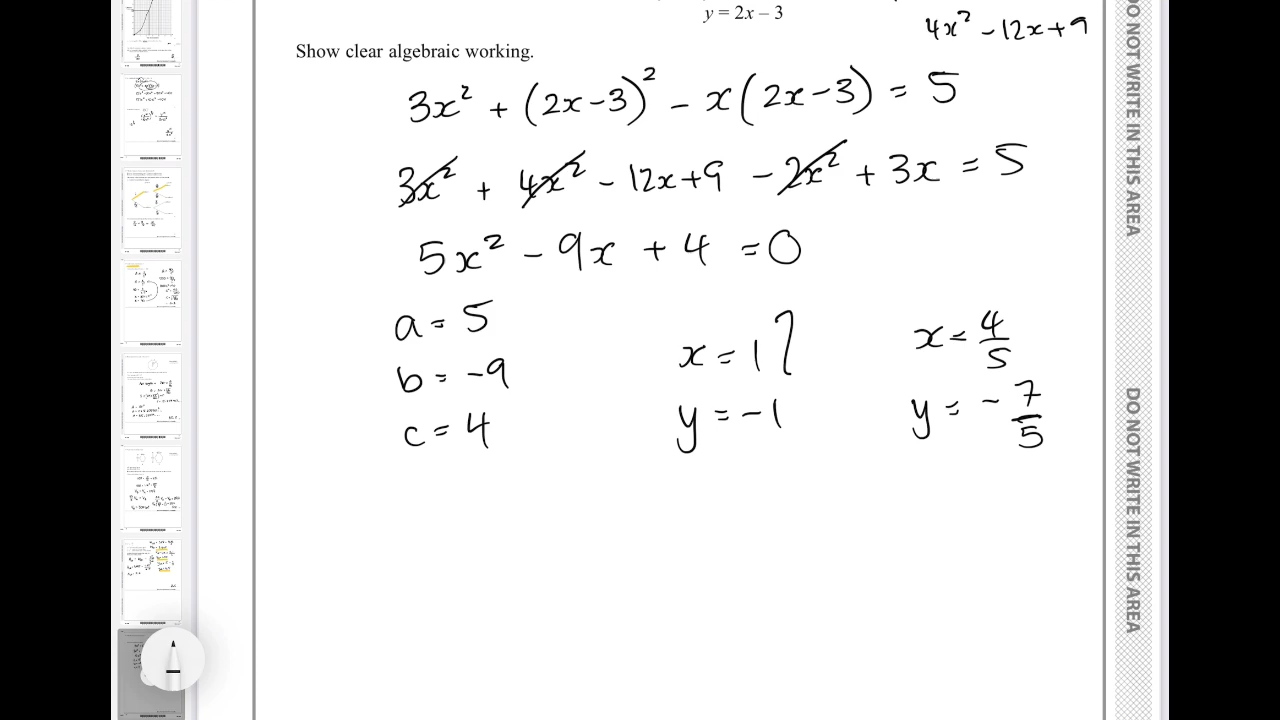 y = 2x – 3
4x² - 12x + 9
Show clear algebraic working.
3x² + (2x-3)² - x(2x-3) = 5
3x² + 4x² - 12x+9 - 2x² + 3x = 5
5x² - 9x + 4 = 0
a = 5
b = -9
c = 4
x = 1
y = -1
x = 4/5
y = - 7/5
DO NOT WRITE IN THIS AREA
DO NOT WRITE IN THIS AREA